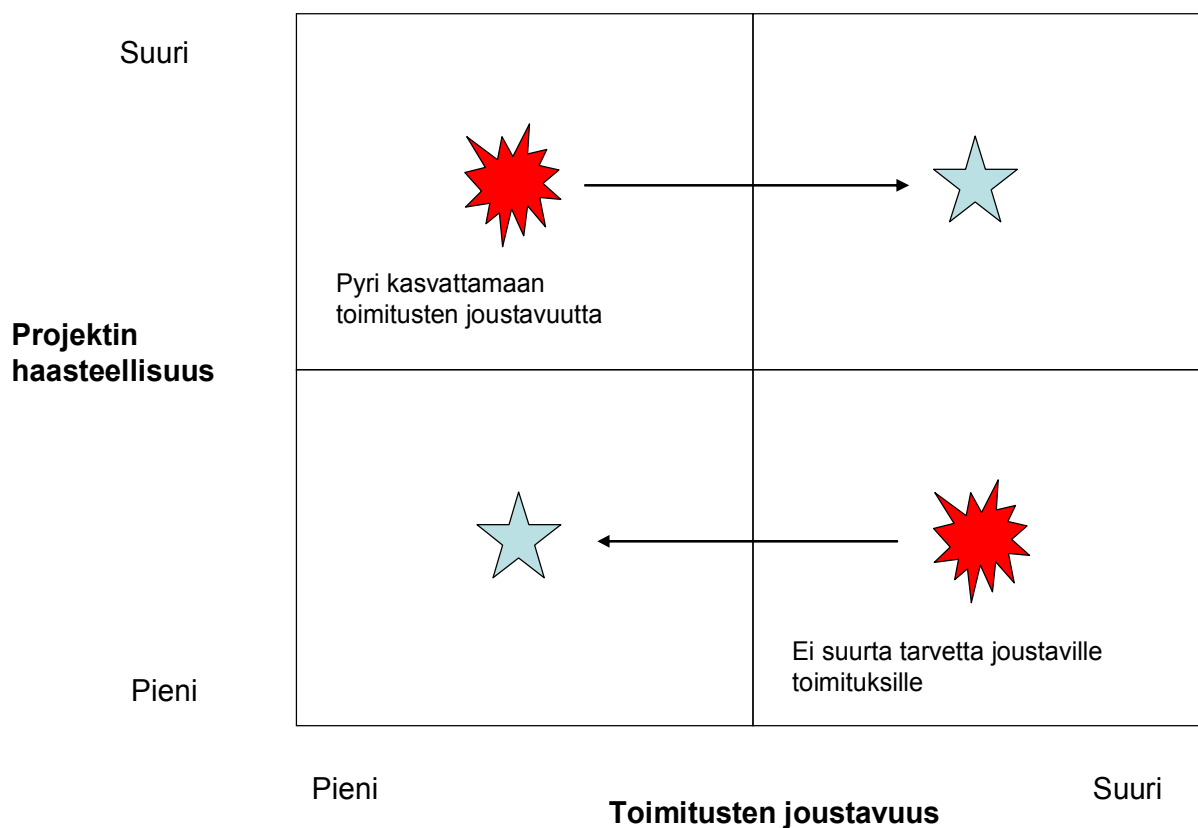 Suuri
Pyri kasvattamaan
toimitusten joustavuutta
Projektin
haasteellisuus
Ei suurta tarvetta joustaville
toimituksille
Pieni
Pieni
Suuri
Toimitusten joustavuus